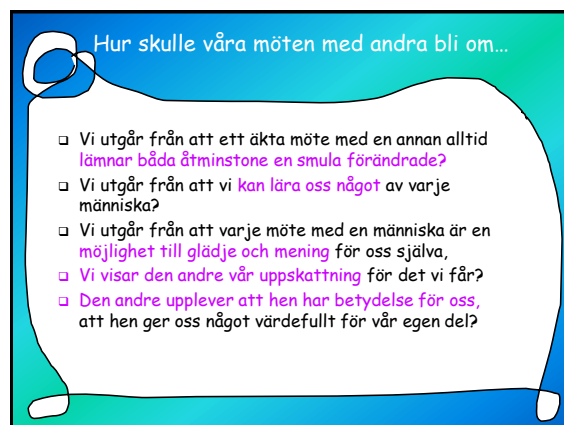 Hur skulle våra möten med andra bli om…
❑ Vi utgår från att ett äkta möte med en annan alltid
lämnar båda åtminstone en smula förändrade?
❑ Vi utgår från att vi kan lära oss något av varje
människa?
❑ Vi utgår från att varje möte med en människa är en
möjlighet till glädje och mening för oss själva,
❑ Vi visar den andre vår uppskattning för det vi får?
❑ Den andre upplever att hen har betydelse för oss,
att hen ger oss något värdefullt för vår egen del?